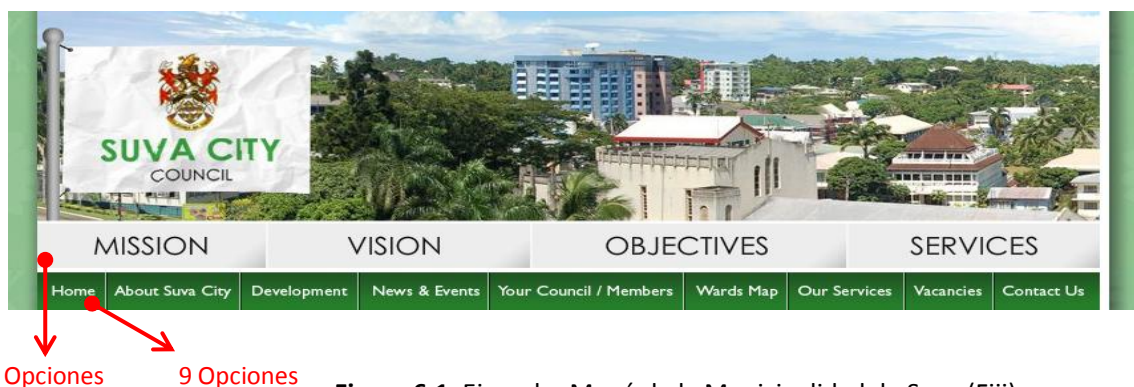 SUVA CITY
COUNCIL
MISSION VISION OBJECTIVES SERVICES
Home About Suva City Development News & Events Your Council / Members Wards Map Our Services Vacancies Contact Us
Opciones 9 Opciones